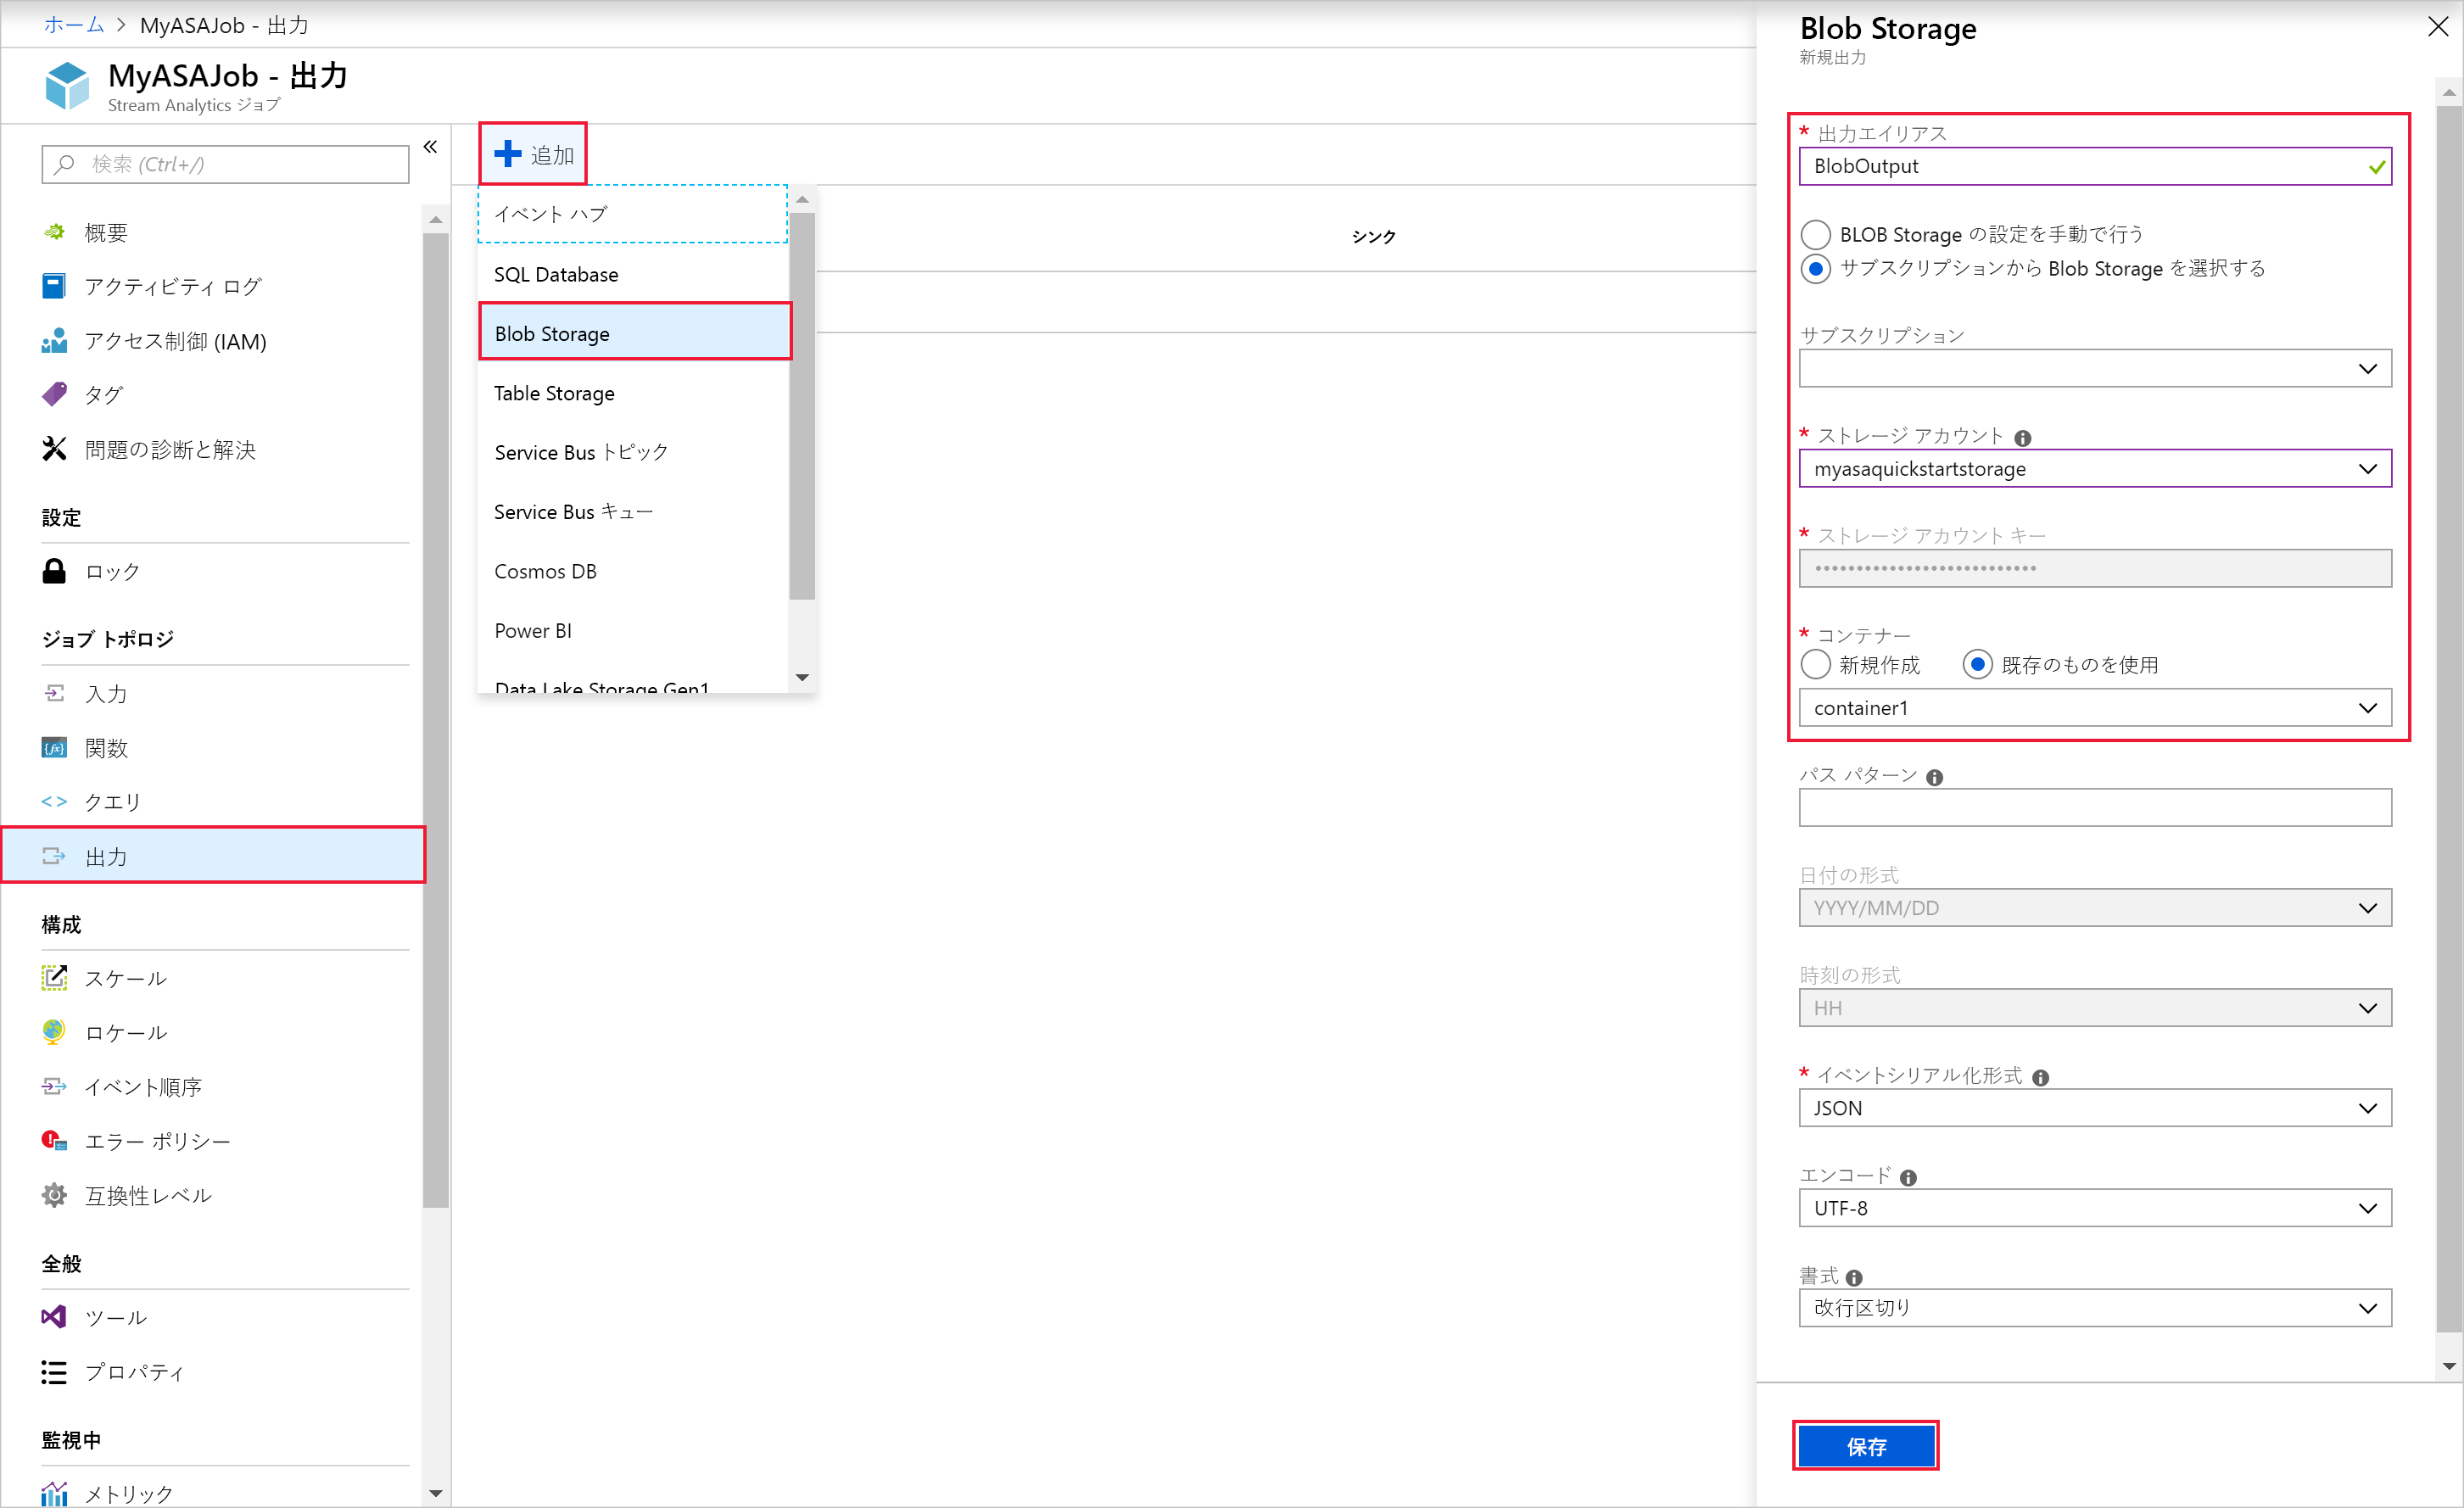 ホーム > MyASAJob - 出力
MyASAJob - 出力
Stream Analytics ジョブ
検索 (Ctrl+/)
概要
アクティビティ ログ
アクセス制御 (IAM)
タグ
問題の診断と解決
設定
ロック
ジョブ トポロジ
入力
関数
クエリ
出力
構成
スケール
ロケール
イベント順序
エラー ポリシー
互換性レベル
全般
ツール
プロパティ
監視中
メトリック
追加
イベント ハブ
SQL Database
Blob Storage
Table Storage
Service Bus トピック
Service Bus キュー
Cosmos DB
Power BI
Data Lake Storage Gen1
シンク
Blob Storage
新規出力
* 出力エイリアス
BlobOutput
BLOB Storage の設定を手動で行う
サブスクリプションから Blob Storage を選択する
サブスクリプション
* ストレージ アカウント
myasaquickstartstorage
* ストレージ アカウント キー
•••••••••••••••••••••••••••
* コンテナー
新規作成 既存のものを使用
container1
パス パターン
日付の形式
YYYY/MM/DD
時刻の形式
HH
* イベントシリアル化形式
JSON
エンコード
UTF-8
書式
改行区切り
保存